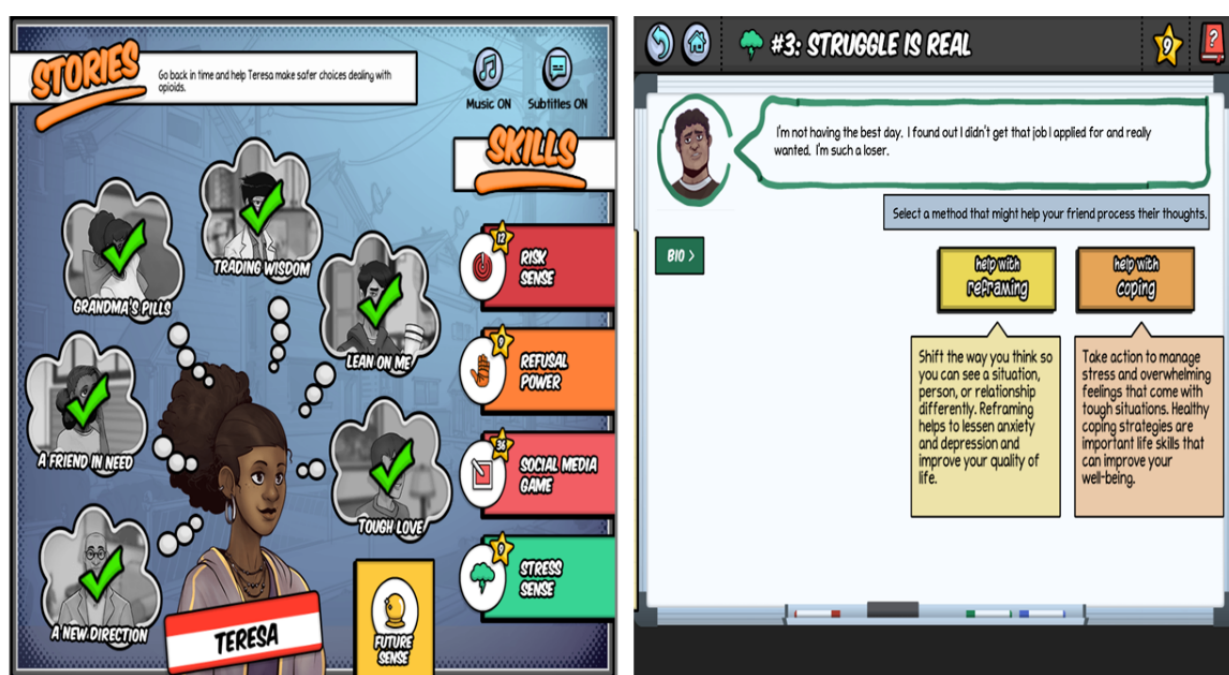 STORIES
Go back in time and help Teresa make safer choices dealing with
opioids.
Music ON
Subtitles ON
SKILLS
TRADING WISDOM
GRANDMA'S PILLS
LEAN ON ME
A FRIEND IN NEED
TOUGH LOVE
A NEW DIRECTION
TERESA
FUTURE
SENSE
12
RISK
SENSE
9
REFUSAL
POWER
36
SOCIAL MEDIA
GAME
9
STRESS
SENSE
#3: STRUGGLE IS REAL
9
?
I'm not having the best day. I found out I didn't get that job I applied for and really
wanted. I'm such a loser.
Select a method that might help your friend process their thoughts.
BIO >
help with
reframing
help with
coping
Shift the way you think so
you can see a situation,
person, or relationship
differently. Reframing
helps to lessen anxiety
and depression and
improve your quality of
life.
Take action to manage
stress and overwhelming
feelings that come with
tough situations. Healthy
coping strategies are
important life skills that
can improve your
well-being.